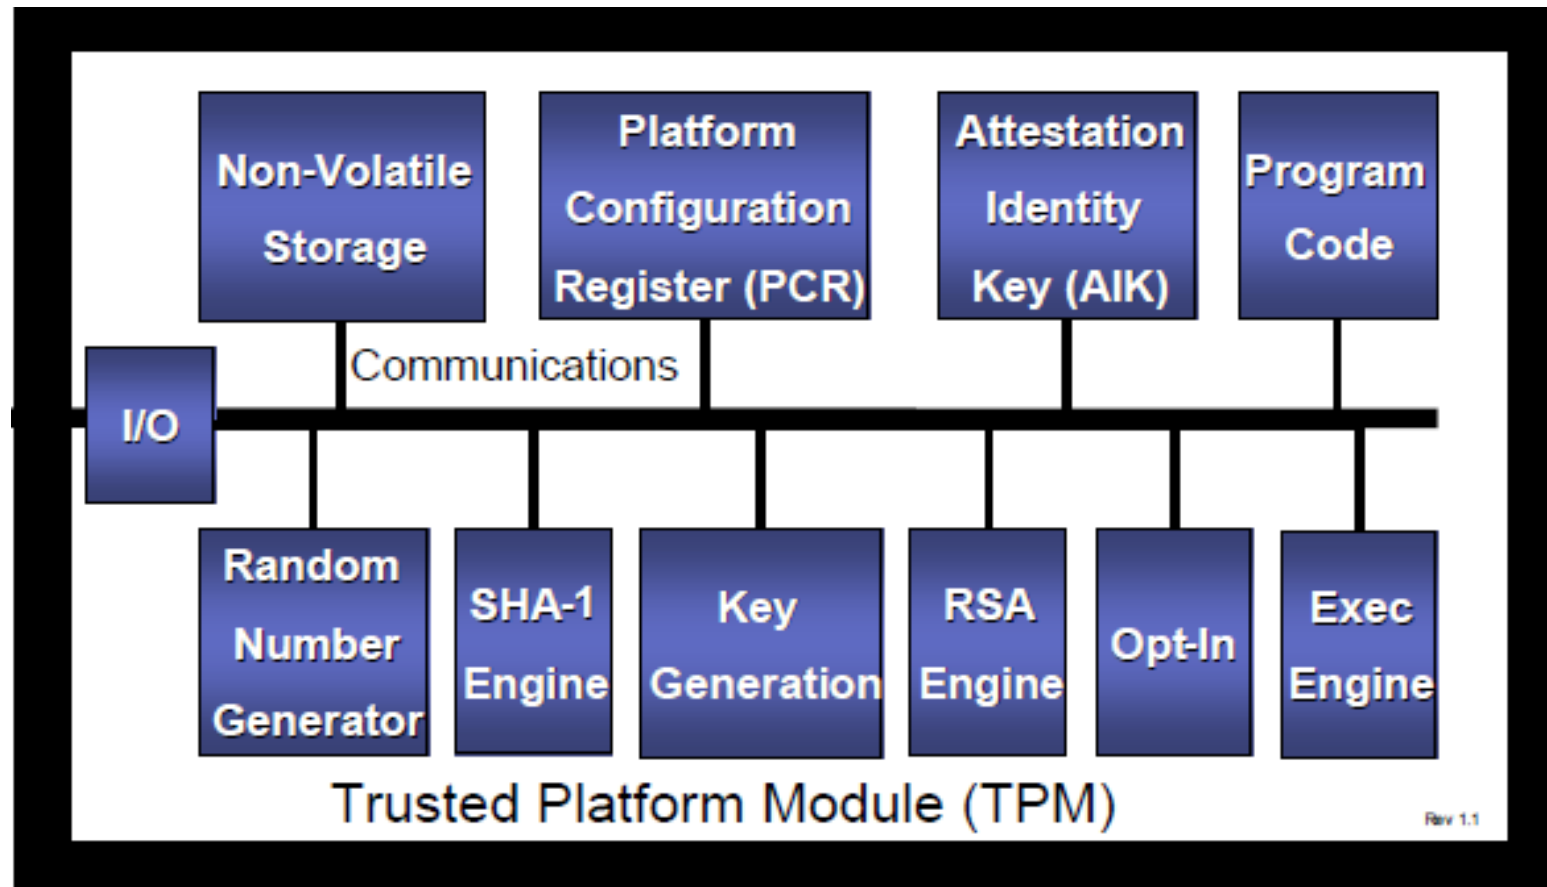 Non-Volatile
Storage
Platform
Configuration
Register (PCR)
Attestation
Identity
Key (AIK)
Program
Code
Communications
I/O
Random
Number
Generator
SHA-1
Engine
Key
Generation
RSA
Engine
Opt-In
Exec
Engine
Trusted Platform Module (TPM)
Rev 1.1